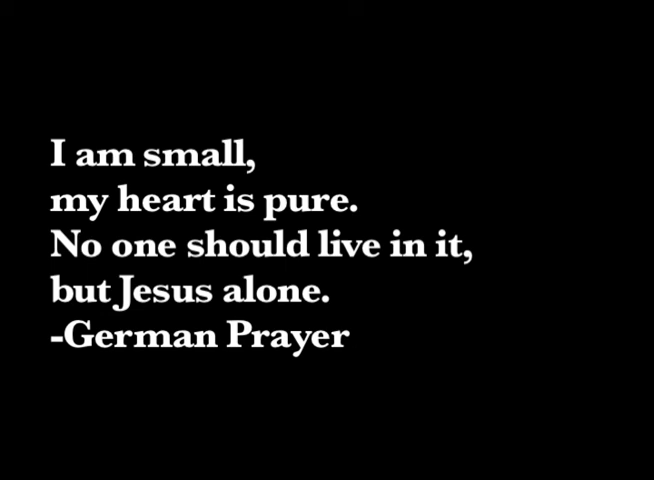 I am small,
my heart is pure.
No one should live in it,
but Jesus alone.
-German Prayer